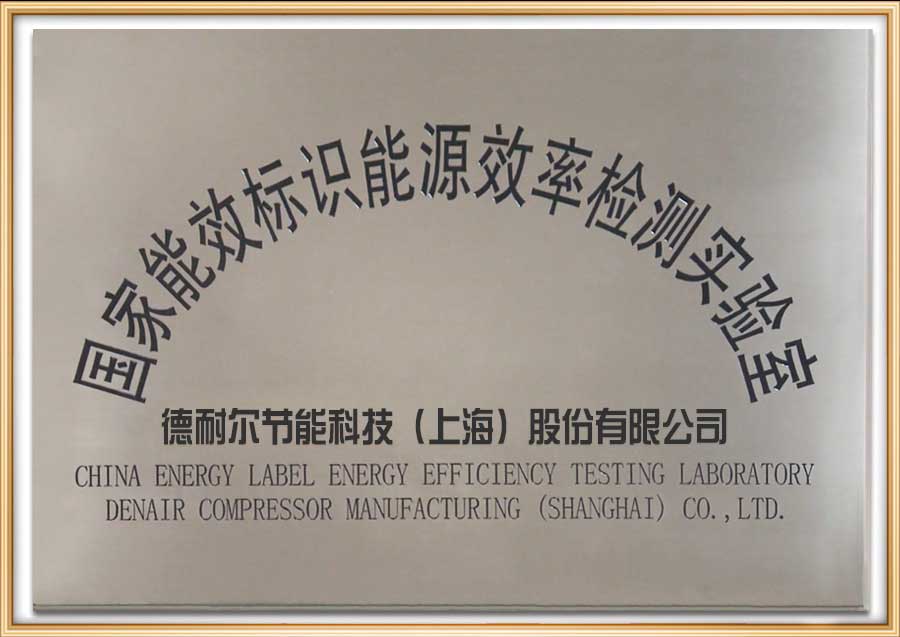 国家能效标识能源效率检测实验室
德耐尔节能科技（上海）股份有限公司
CHINA ENERGY LABEL ENERGY EFFICIENCY TESTING LABORATORY
DENAIR COMPRESSOR MANUFACTURING (SHANGHAI) CO.,LTD.